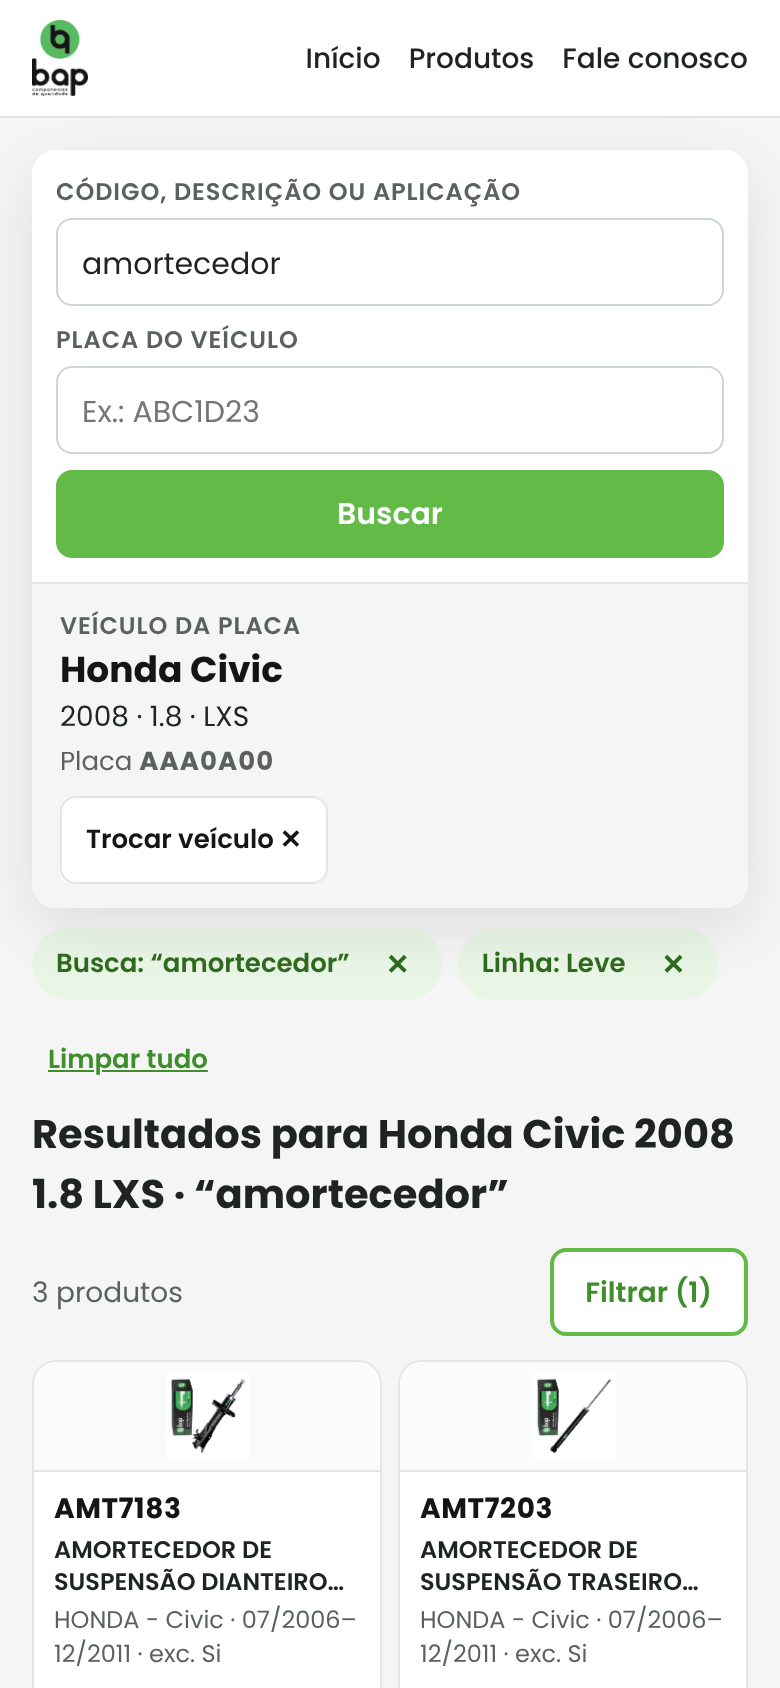 bap
componentes
de qualidade
Início Produtos Fale conosco
CÓDIGO, DESCRIÇÃO OU APLICAÇÃO
amortecedor
PLACA DO VEÍCULO
Ex.: ABC1D23
Buscar
VEÍCULO DA PLACA
Honda Civic
2008 · 1.8 · LXS
Placa AAA0A00
Trocar veículo ✕
Busca: “amortecedor” ✕ Linha: Leve ✕
Limpar tudo
Resultados para Honda Civic 2008
1.8 LXS · “amortecedor”
3 produtos
Filtrar (1)
bap
AMT7183
AMORTECEDOR DE
SUSPENSÃO DIANTEIRO...
HONDA - Civic · 07/2006–
12/2011 · exc. Si
bap
AMT7203
AMORTECEDOR DE
SUSPENSÃO TRASEIRO...
HONDA - Civic · 07/2006–
12/2011 · exc. Si